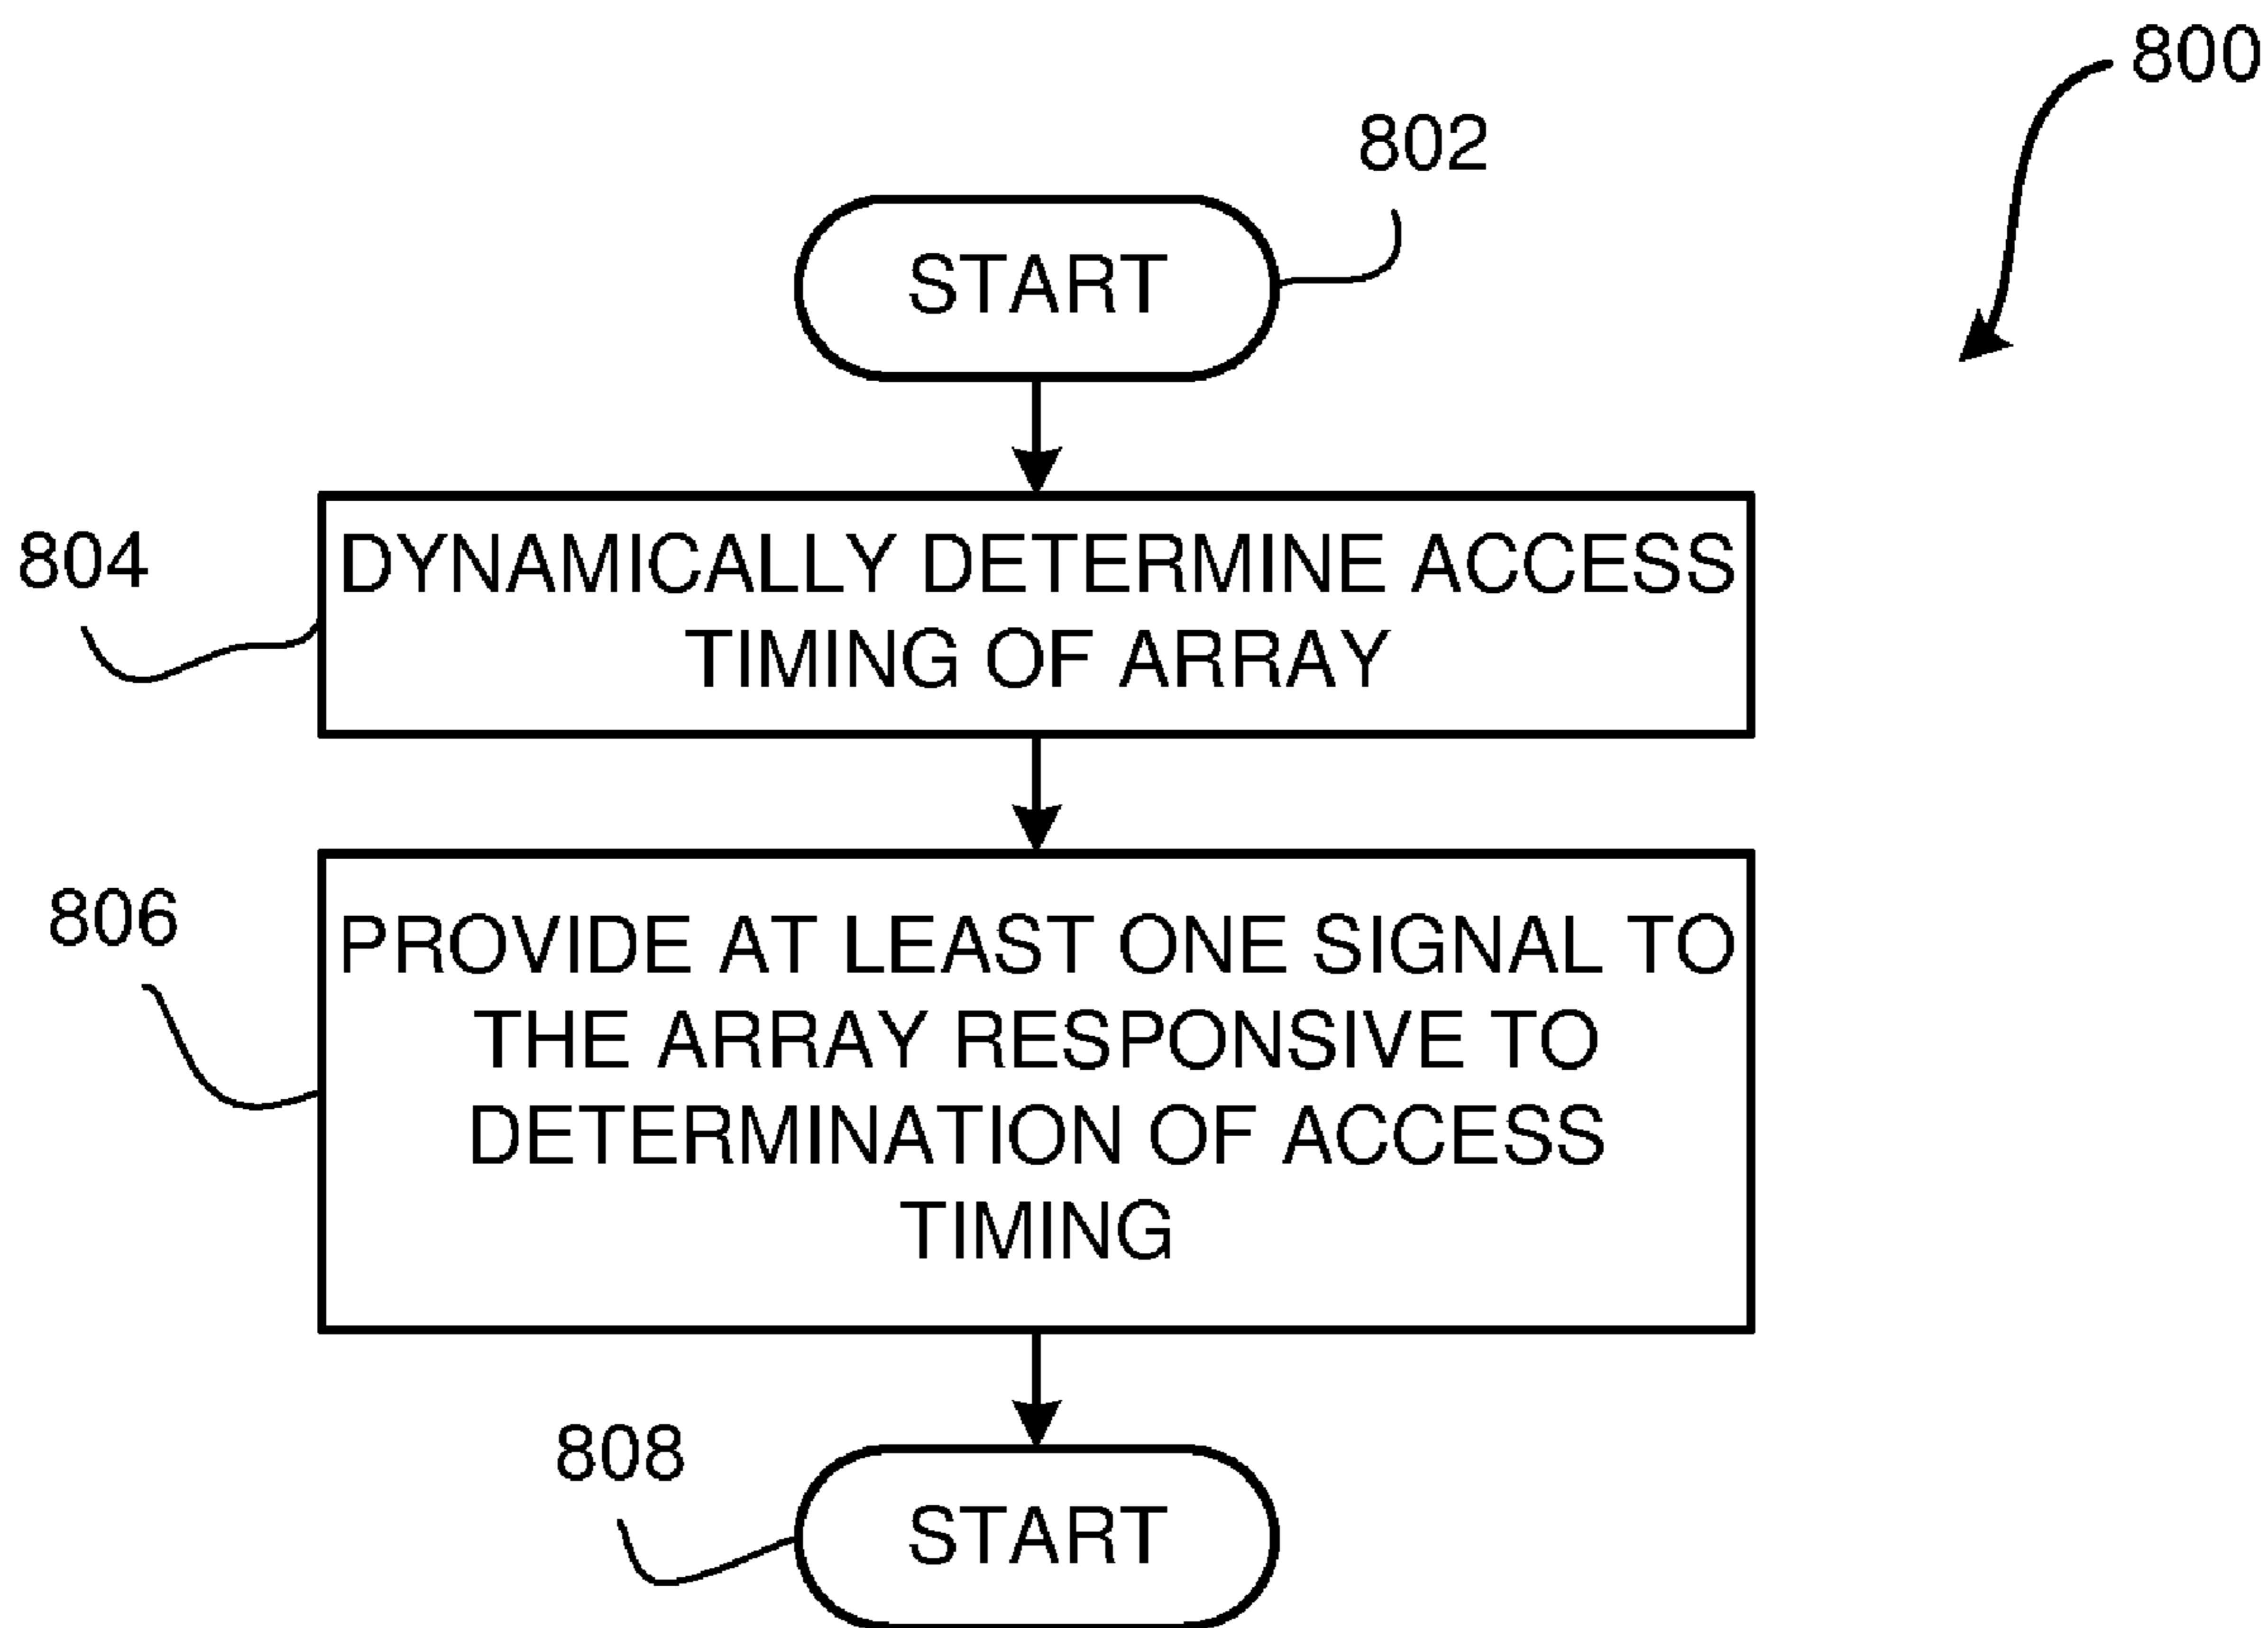 800
802
START
804
DYNAMICALLY DETERMINE ACCESS
TIMING OF ARRAY
806
PROVIDE AT LEAST ONE SIGNAL TO
THE ARRAY RESPONSIVE TO
DETERMINATION OF ACCESS
TIMING
808
START